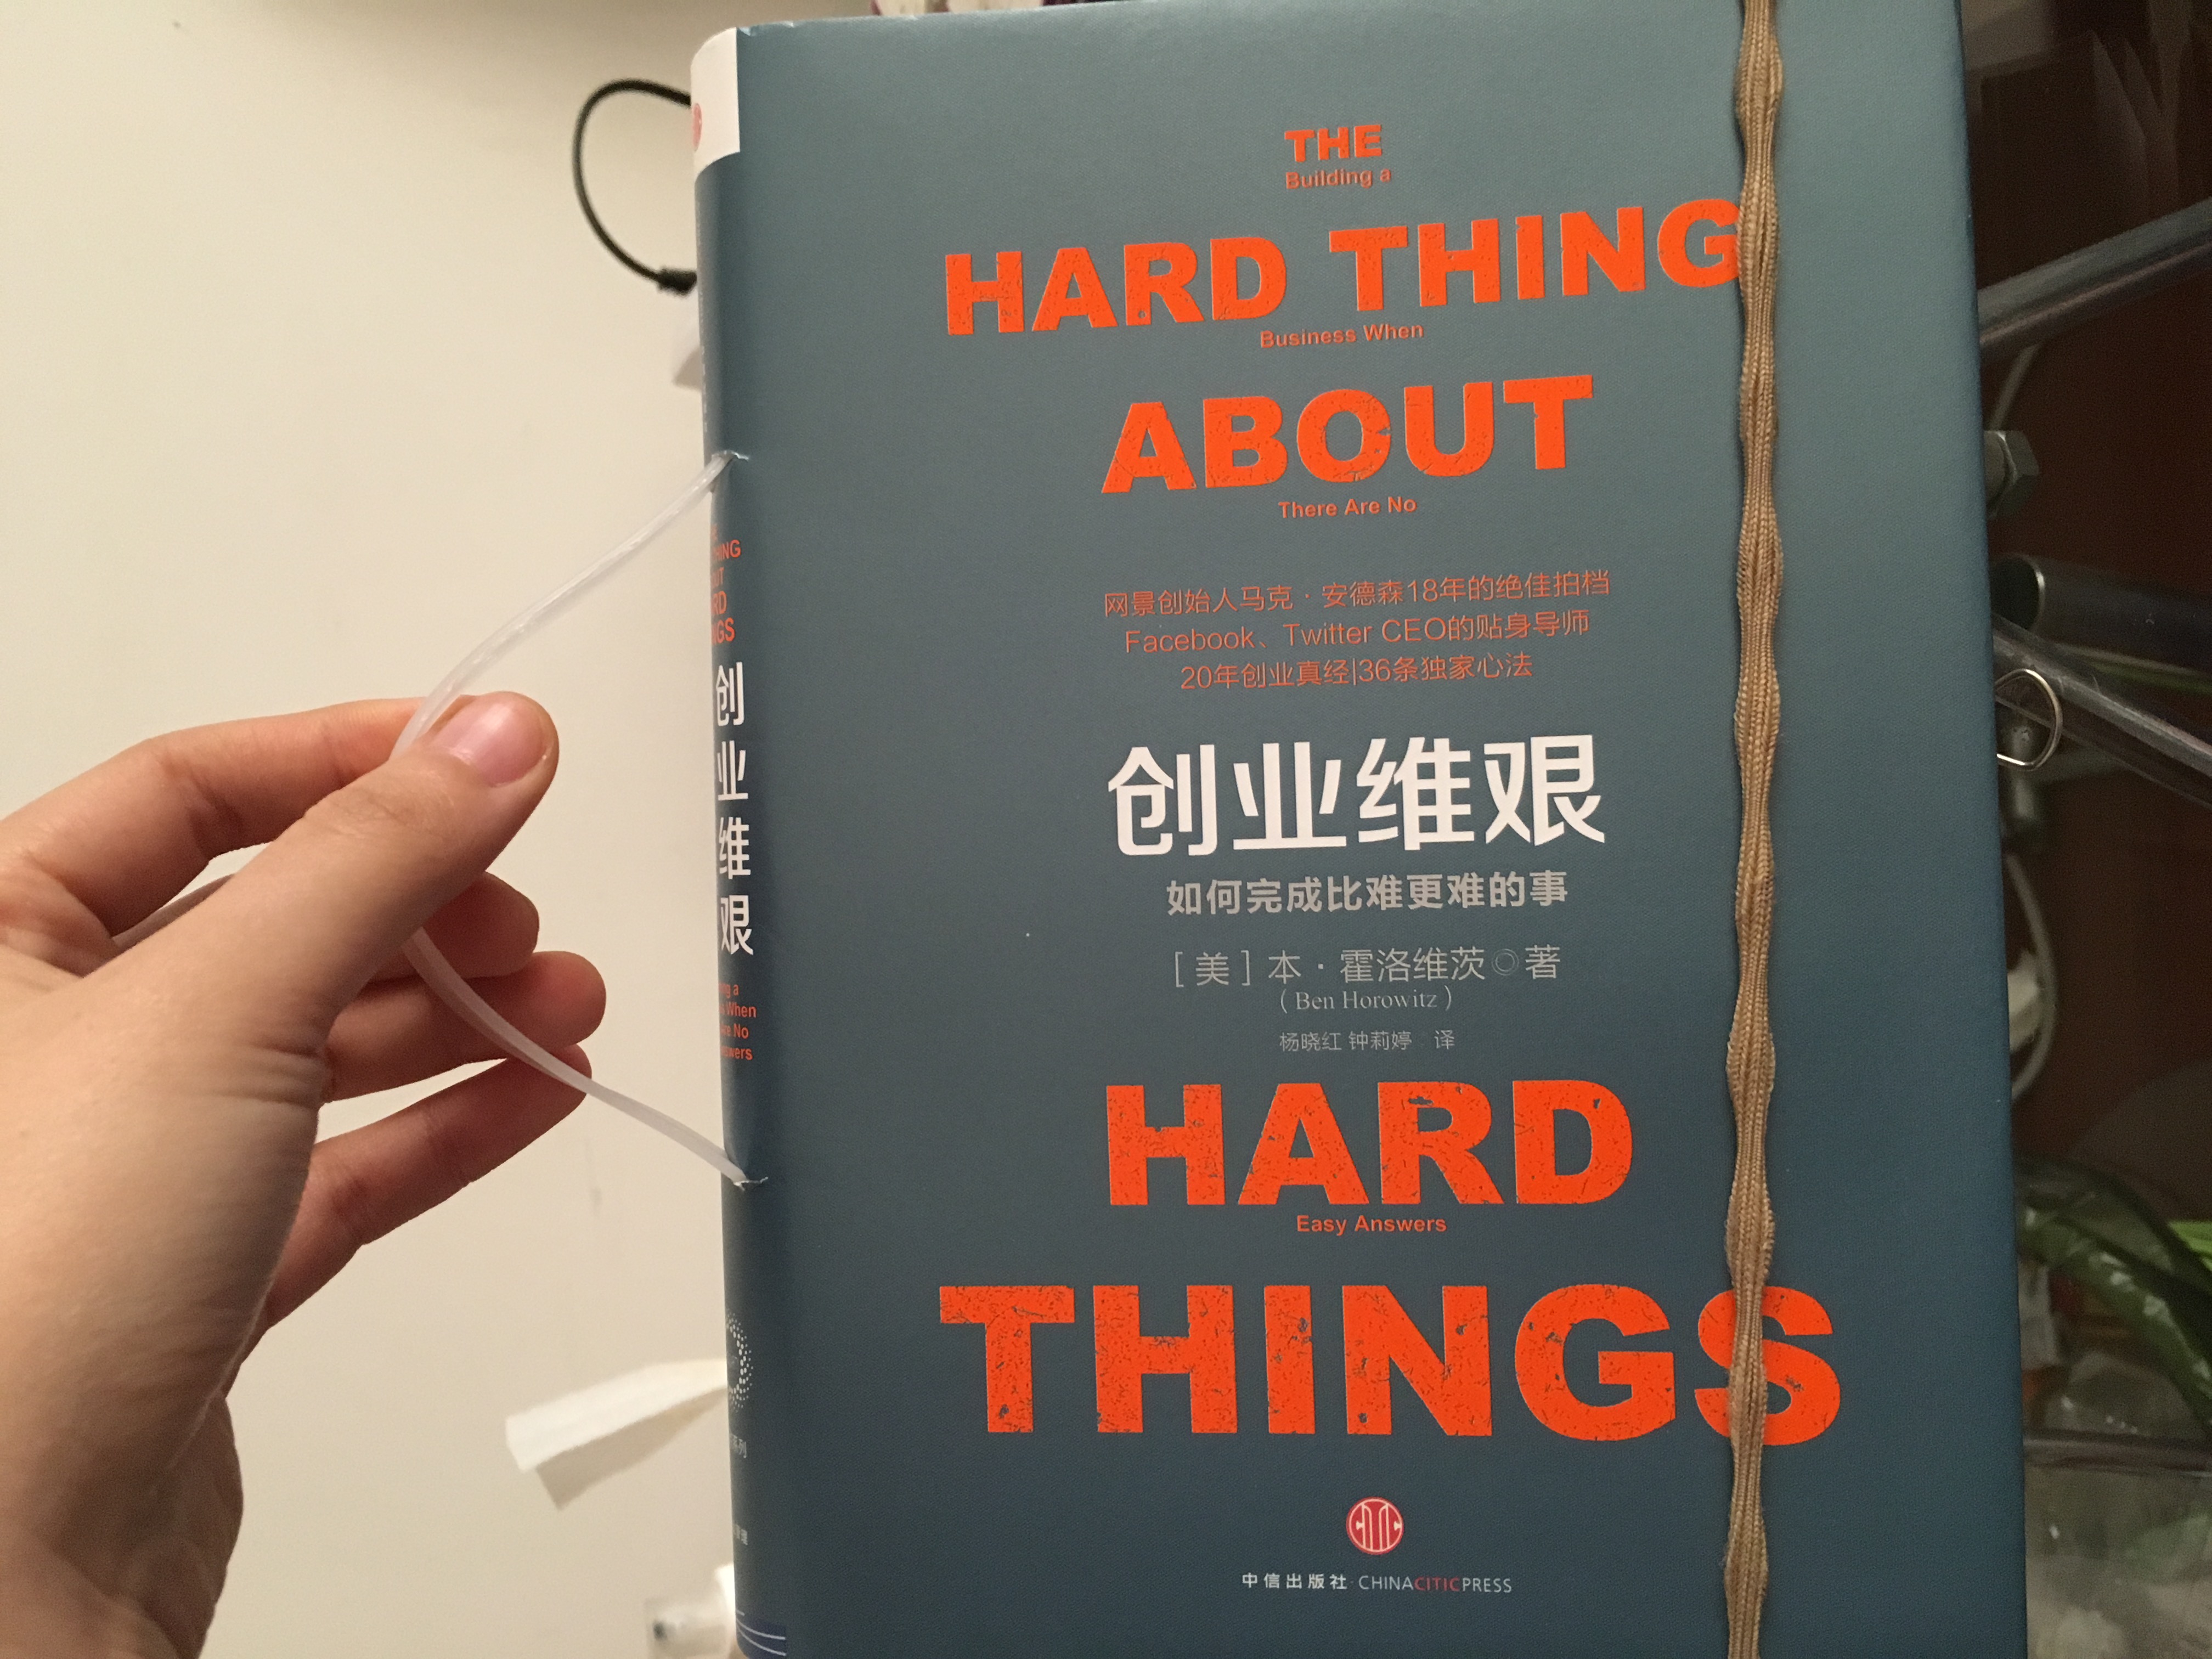 THE
Building a
HARD THING
Business When
ABOUT
There Are No
网景创始人马克·安德森18年的绝佳拍档
Facebook、Twitter CEO的贴身导师
20年创业真经|36条独家心法
创业维艰
如何完成比难更难的事
[美]本·霍洛维茨◎著
(Ben Horowitz)
杨晓红 钟莉婷 译
HARD
Easy Answers
THINGS
中信出版社 CHINACITICPRESS
创业维艰